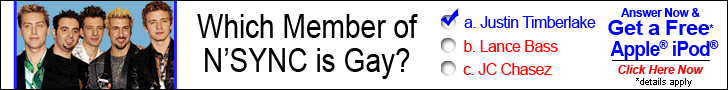 Which Member of
N'SYNC is Gay?
a. Justin Timberlake
b. Lance Bass
c. JC Chasez
Answer Now &
Get a Free*
Apple® iPod®
Click Here Now
*details apply